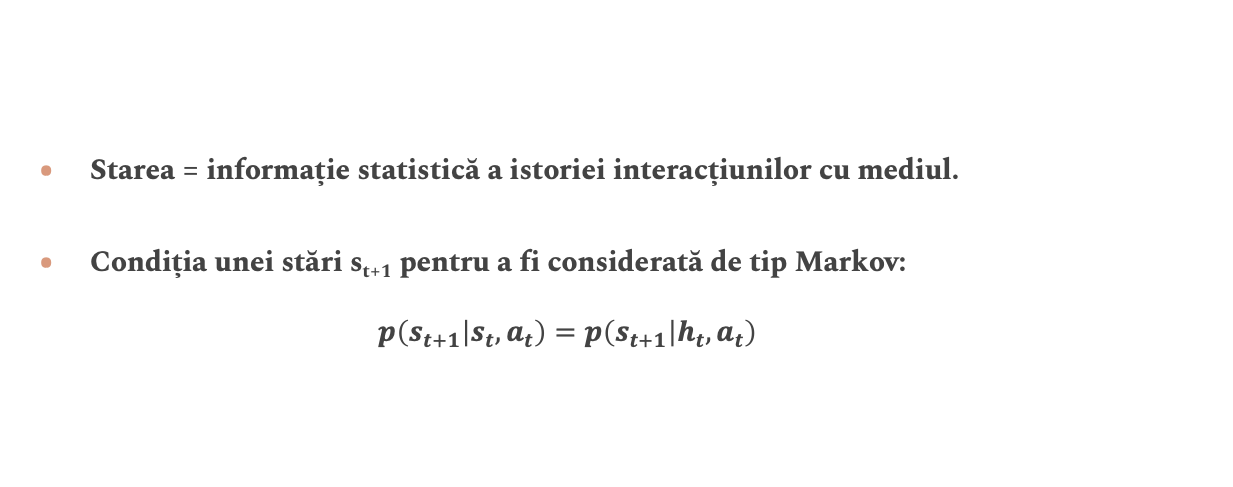 • Starea = informație statistică a istoriei interacțiunilor cu mediul.
• Condiția unei stări sₜ₊₁ pentru a fi considerată de tip Markov:
p(sₜ₊₁|sₜ, aₜ) = p(sₜ₊₁|hₜ, aₜ)